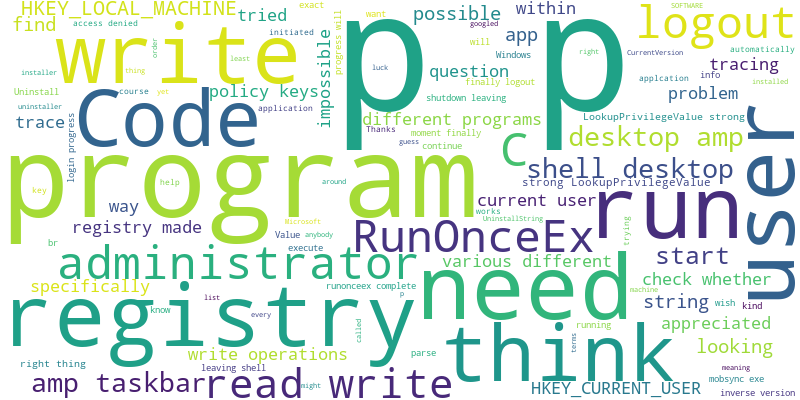 HKEY_LOCAL_MACHINE
find
access denied
tried
write
exact
order
installer
least
thing
Uninstall
course
yet
uninstaller
Code
policy keys
application
trace
login progress
impossible
progress will
want
initiated
luck
p p
possible
googled
will
Windows
question
finally logout
shutdown leaving
different programs
Thanks
moment finally
continue
guess
within
app
right
SOFTWARE
logout
CurrentVersion
automatically
tracing
appication
info
installed
problem
LookupPrivilegeValue strong
desktop amp
C
shell desktop
strong LookupPrivilegeValue
program
key
help
around
Microsoft
way
registry made
br
Value
anybody
execute
current user
works
UninstallString
RunOnceEx
run
trying
user
start
administrator
various different
specifically
runonceex complete
p
need
check whether
machine
string
wish
kind
registry
know
list
every
called
running
terms
appreciated
looking
think
write operations
parse
right thing
leaving shell
amp taskbar
read write
might
HKEY_CURRENT_USER
meaning
mobsync exe
inverse version